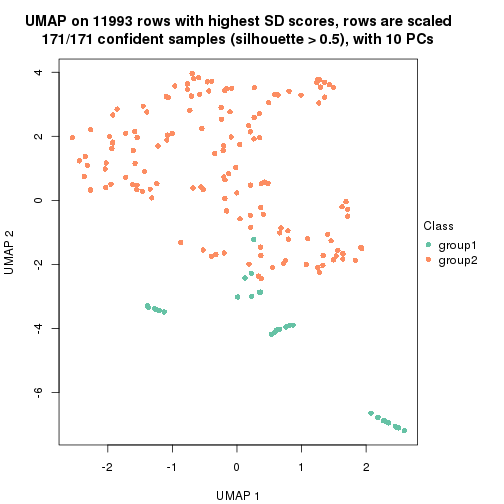 UMAP on 11993 rows with highest SD scores, rows are scaled
171/171 confident samples (silhouette > 0.5), with 10 PCs
4
2
0
-2
-4
-6
UMAP 2
-2
-1
0
1
2
UMAP 1
Class
group1
group2